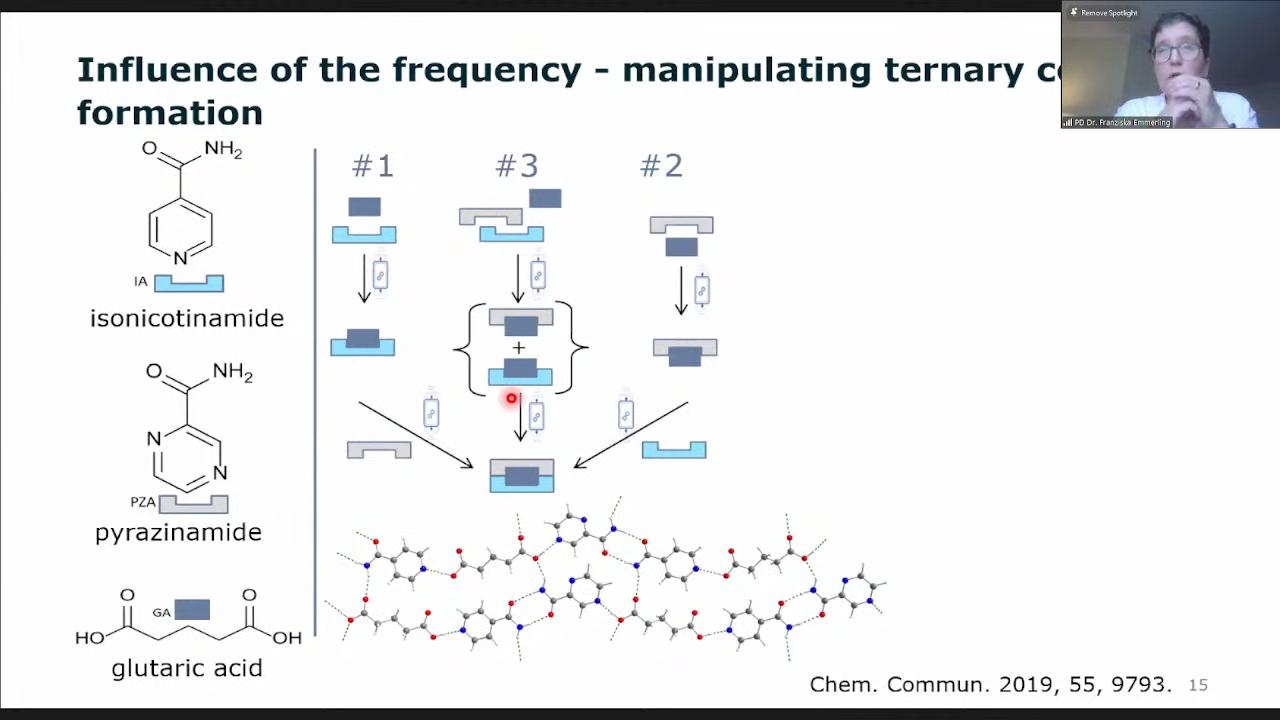 Remove Spotlight
PD Dr. Franziska Emmerling
Influence of the frequency - manipulating ternary
formation
O NH2
N
IA
isonicotinamide
O NH2
N
N
PZA
pyrazinamide
O GA O
HO OH
glutaric acid
#1 #3 #2
+
Chem. Commun. 2019, 55, 9793. 15